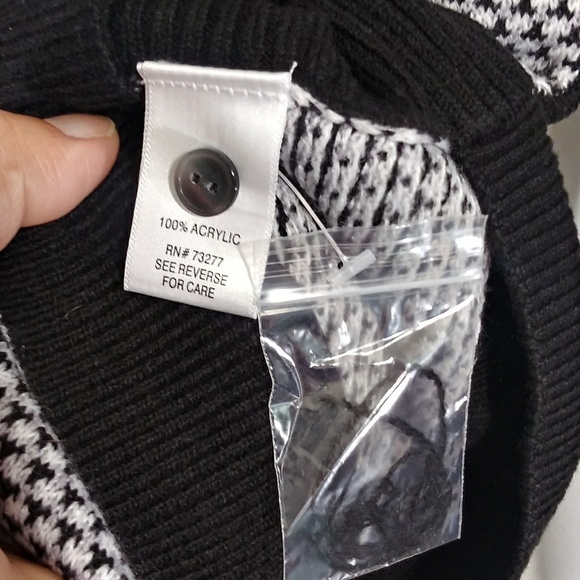 100% ACRYLIC
RN# 73277
SEE REVERSE
FOR CARE